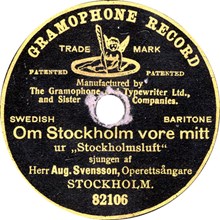 GRAMOPHONE RECORD
TRADE MARK
PATENTED PATENTED
Manufactured by
The Gramophone & Typewriter Ltd.,
and Sister Companies.
SWEDISH BARITONE
Om Stockholm vore mitt
ur „Stockholmsluft“
sjungen af
Herr Aug. Svensson, Operettsångare
STOCKHOLM.
82106